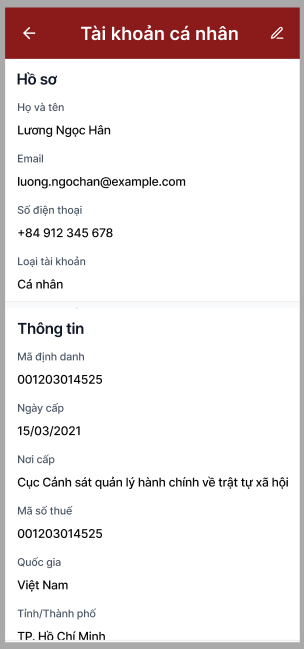 Tài khoản cá nhân
Hồ sơ
Họ và tên
Lương Ngọc Hân
Email
luong.ngochan@example.com
Số điện thoại
+84 912 345 678
Loại tài khoản
Cá nhân
Thông tin
Mã định danh
001203014525
Ngày cấp
15/03/2021
Nơi cấp
Cục Cảnh sát quản lý hành chính về trật tự xã hội
Mã số thuế
001203014525
Quốc gia
Việt Nam
Tỉnh/Thành phố
TP. Hồ Chí Minh